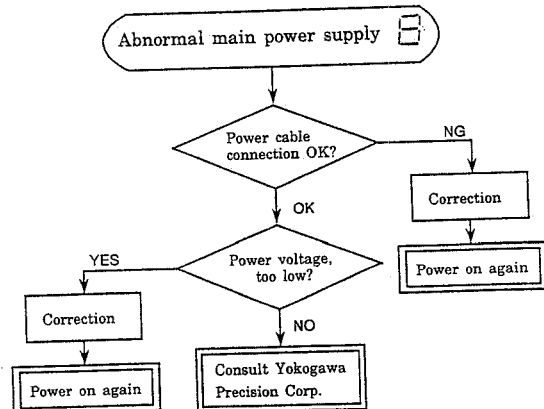 Abnormal main power supply 8
Power cable
connection OK?
NG
Correction
Power on again
OK
Power voltage,
too low?
YES
Correction
Power on again
NO
Consult Yokogawa
Precision Corp.